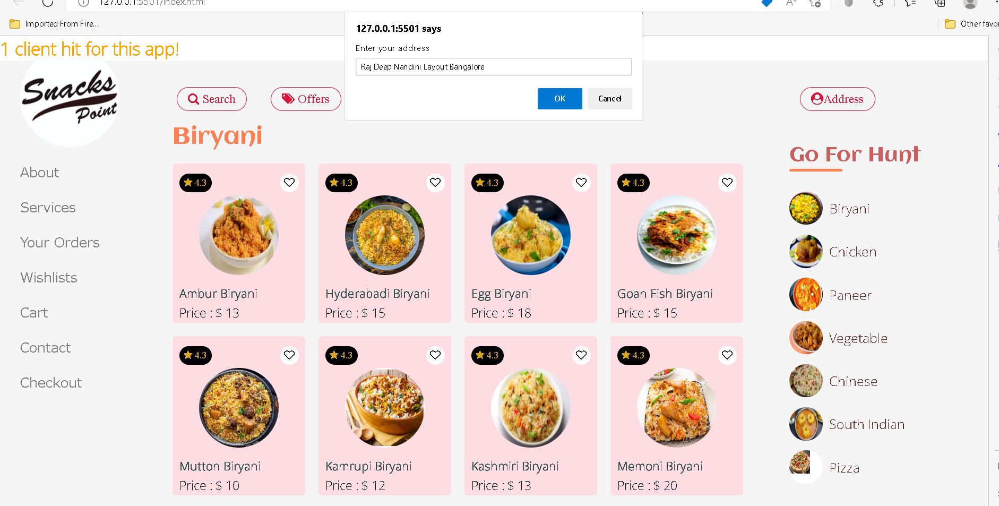 127.0.0.1:5501/index.html
Imported From Fire...
Other favor
127.0.0.1:5501 says
Enter your address
Raj Deep Nandini Layout Bangalore
OK
Cancel
1 client hit for this app!
Snacks
Point
Search
Offers
Address
About
Services
Your Orders
Wishlists
Cart
Contact
Checkout
Biryani
4.3
4.3
4.3
4.3
Ambur Biryani
Price : $ 13
Hyderabadi Biryani
Price : $ 15
Egg Biryani
Price : $ 18
Goan Fish Biryani
Price : $ 15
4.3
4.3
4.3
4.3
Mutton Biryani
Price : $ 10
Kamrupi Biryani
Price : $ 12
Kashmiri Biryani
Price : $ 13
Memoni Biryani
Price : $ 20
Go For Hunt
Biryani
Chicken
Paneer
Vegetable
Chinese
South Indian
Pizza